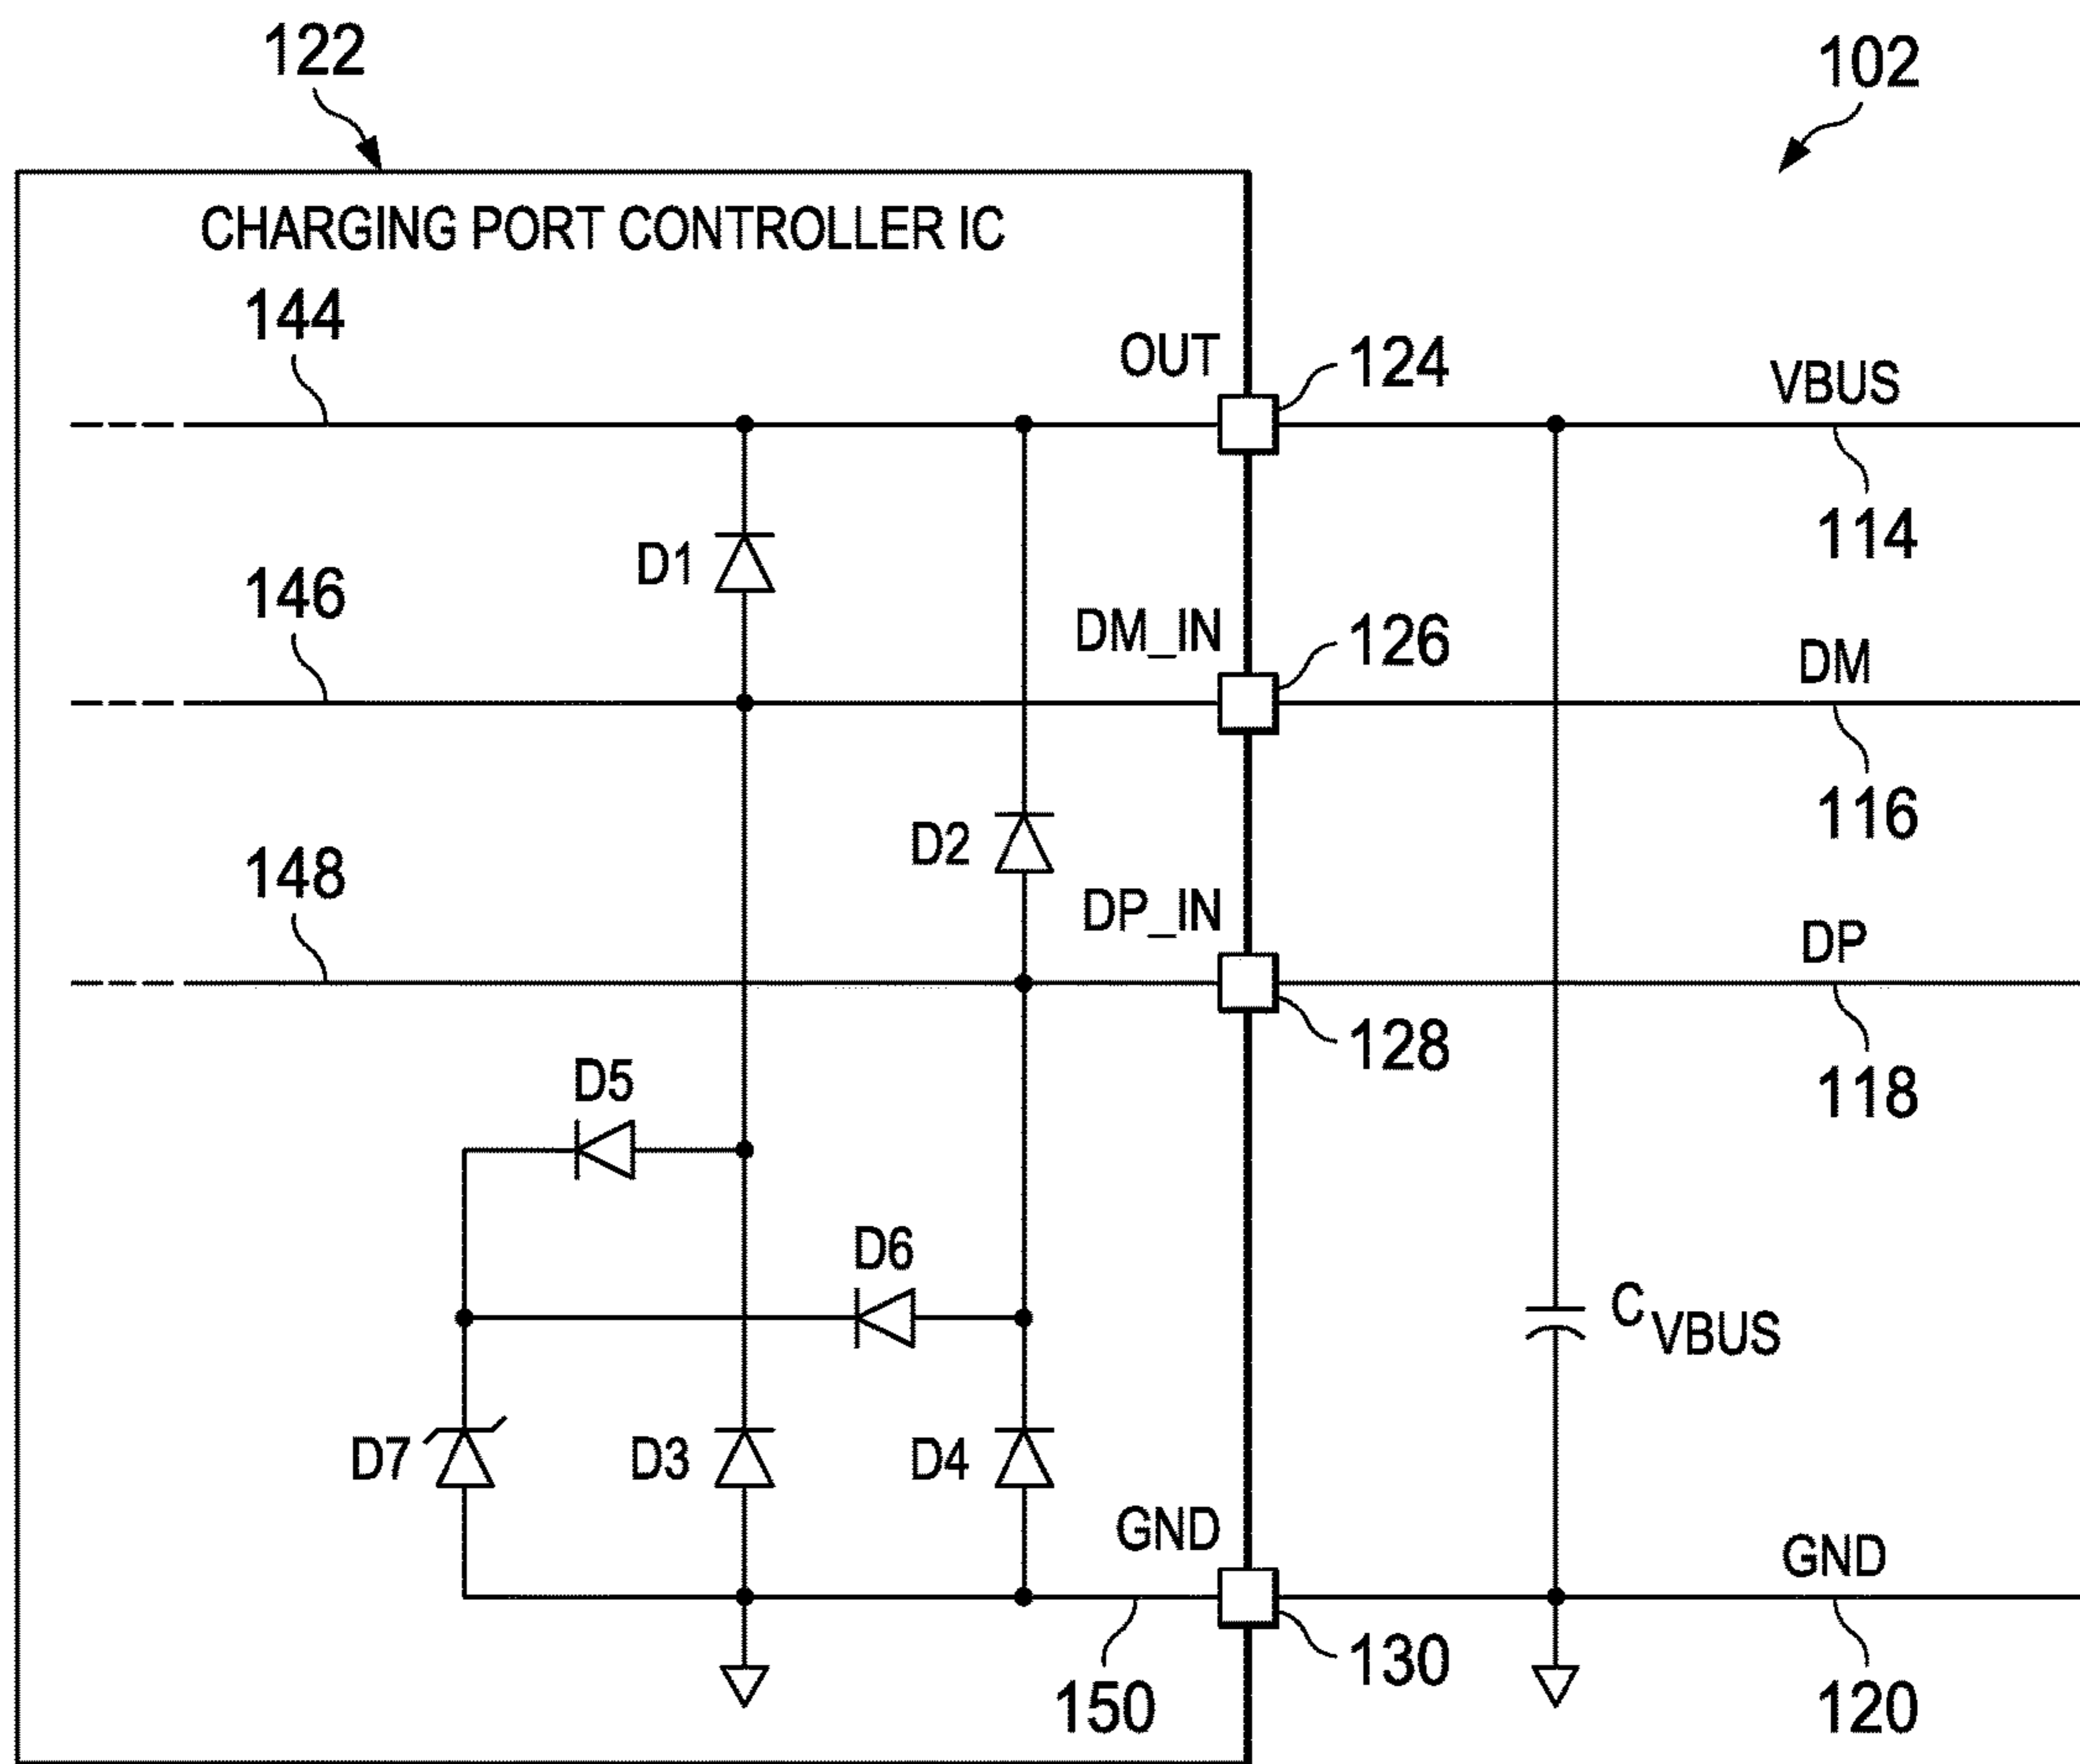 122
102
CHARGING PORT CONTROLLER IC
144
OUT
124
VBUS
114
D1
146
DM_IN
126
DM
116
D2
148
DP_IN
128
DP
118
D5
D6
C VBUS
D7
D3
D4
GND
130
GND
150
120